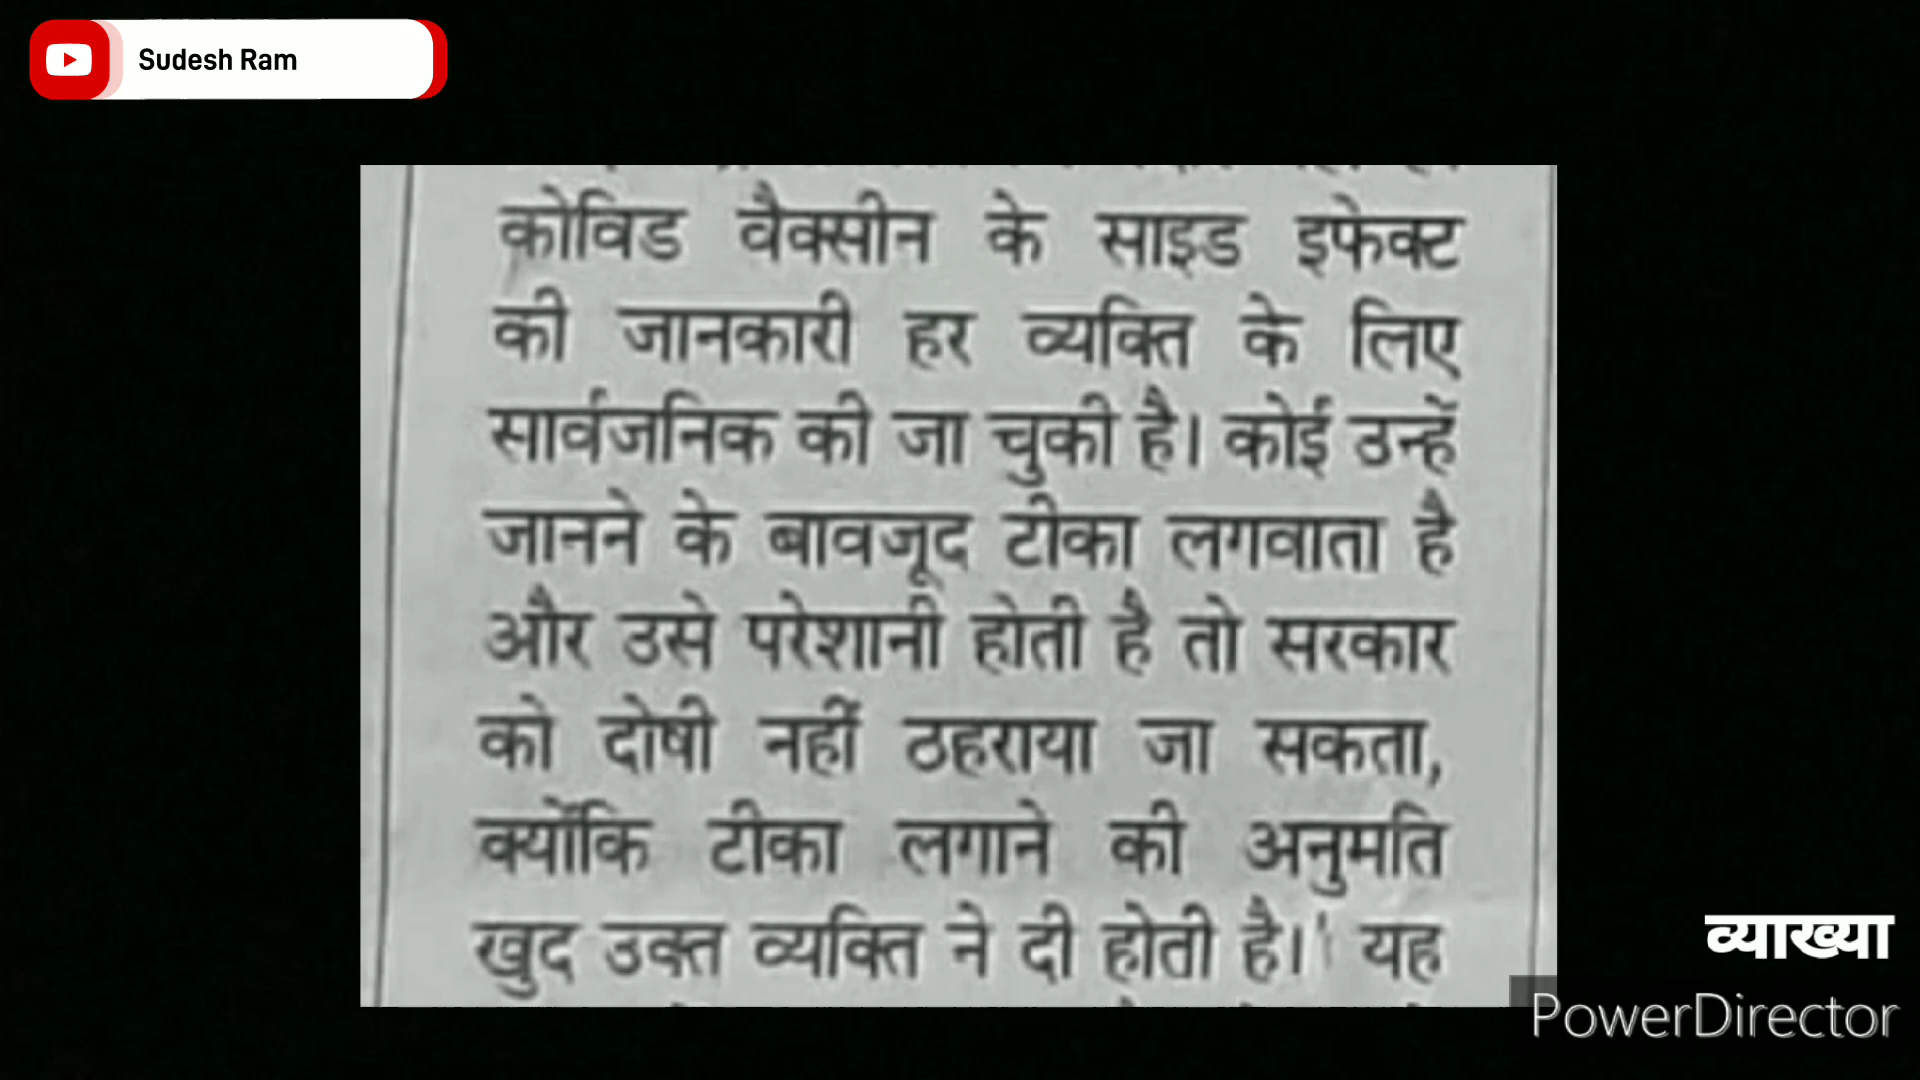 Sudesh Ram
कोविड वैक्सीन के साइड इफेक्ट
की जानकारी हर व्यक्ति के लिए
सार्वजनिक की जा चुकी है। कोई उन्हें
जानने के बावजूद टीका लगवाता है
और उसे परेशानी होती है तो सरकार
को दोषी नहीं ठहराया जा सकता,
क्योंकि टीका लगाने की अनुमति
खुद उक्त व्यक्ति ने दी होती है।' यह
व्याख्या
PowerDirector